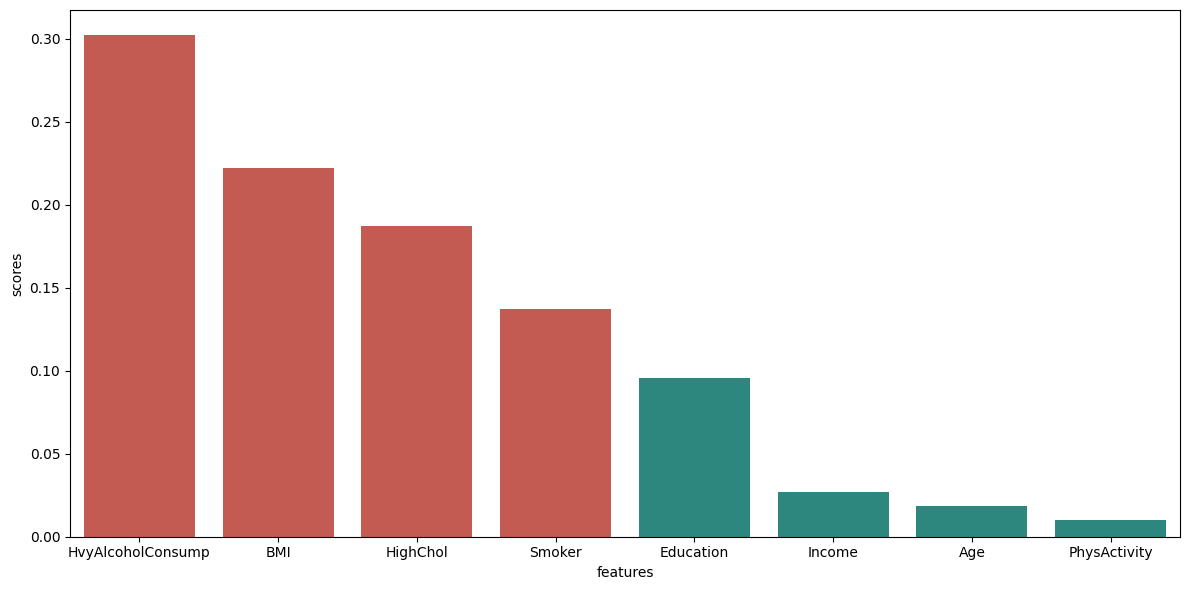 0.30
0.25
0.20
0.15
0.10
0.05
0.00
scores
HvyAlcoholConsump BMI HighChol Smoker Education Income Age PhysActivity
features